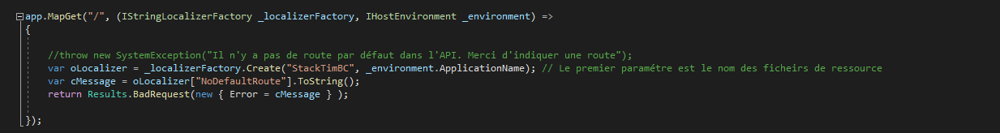 app.MapGet("/", (IStringLocalizerFactory _localizerFactory, IHostEnvironment _environment) =>
{
//throw new SystemException("Il n'y a pas de route par défaut dans l'API. Merci d'indiquer une route");
var oLocalizer = _localizerFactory.Create("StackTimBC", _environment.ApplicationName); // Le premier paramétre est le nom des ficheirs de ressource
var cMessage = oLocalizer["NoDefaultRoute"].ToString();
return Results.BadRequest(new { Error = cMessage } );
});